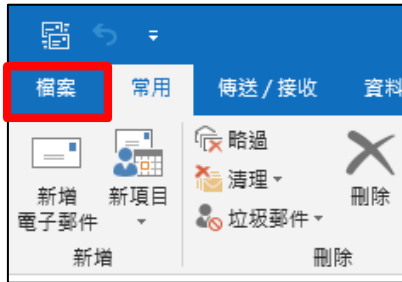 檔案 常用 傳送 / 接收 資料
新增
電子郵件
新項目
略過
清理
垃圾郵件
刪除
新增 刪除